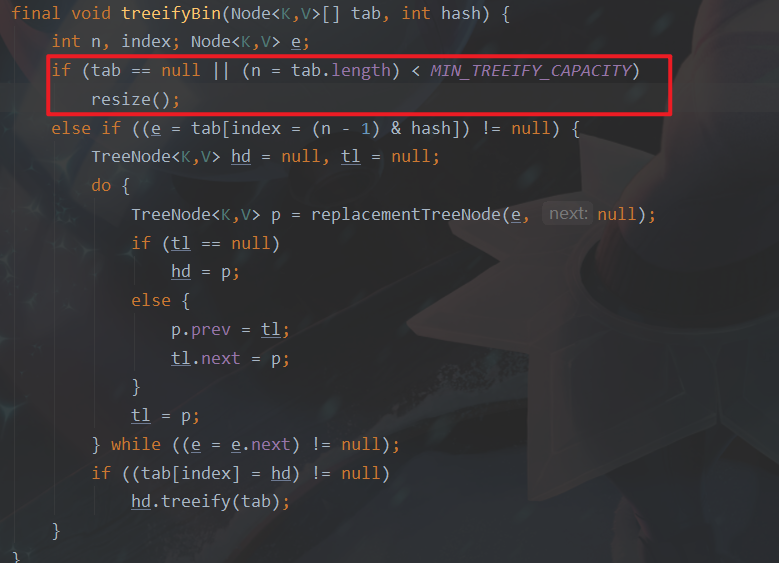 final void treeifyBin(Node<K,V>[] tab, int hash) {
int n, index; Node<K,V> e;
if (tab == null || (n = tab.length) < MIN_TREEIFY_CAPACITY)
resize();
else if ((e = tab[index = (n - 1) & hash]) != null) {
TreeNode<K,V> hd = null, tl = null;
do {
TreeNode<K,V> p = replacementTreeNode(e, next: null);
if (tl == null)
hd = p;
else {
p.prev = tl;
tl.next = p;
}
tl = p;
} while ((e = e.next) != null);
if ((tab[index] = hd) != null)
hd.treeify(tab);
}
}